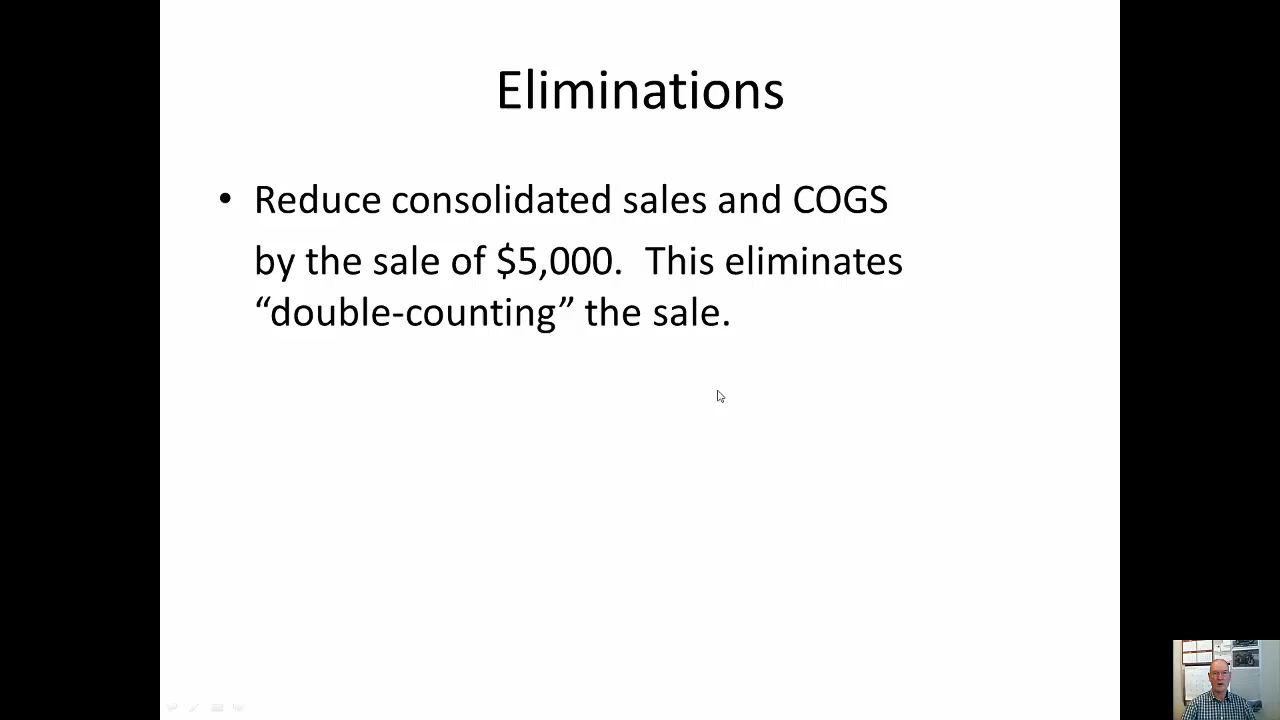 Eliminations
• Reduce consolidated sales and COGS
by the sale of $5,000.  This eliminates
“double-counting” the sale.